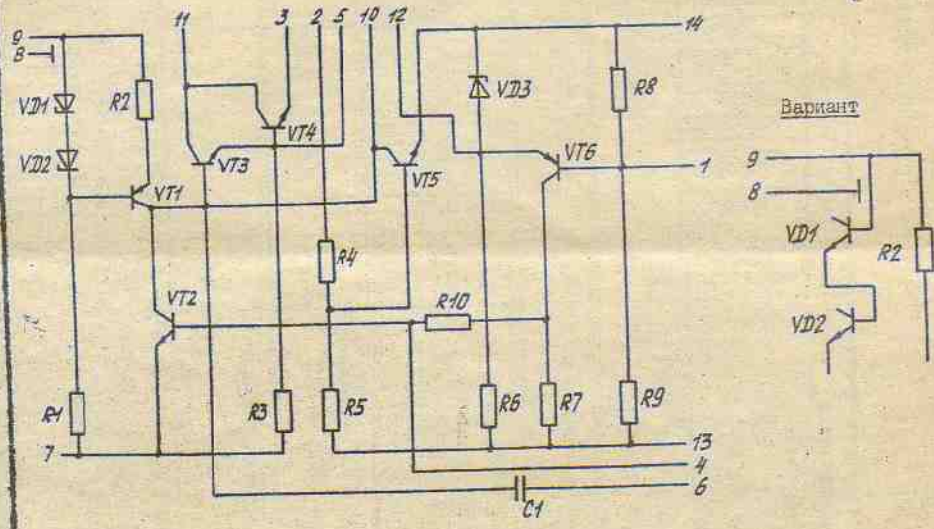 11 3 2 5 10 12
9 14
8
VD1 R2 VD3 R8
VT4
VD2 VT3 VT5 VT6
VT1 1
R4
VT2
R10
R1 R3 R5 R6 R7 R9
7 13
4
6
C1
Вариант
9
8
VD1 R2
VD2